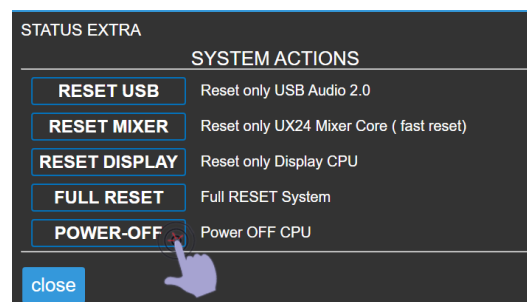 STATUS EXTRA
SYSTEM ACTIONS
RESET USB Reset only USB Audio 2.0
RESET MIXER Reset only UX24 Mixer Core ( fast reset)
RESET DISPLAY Reset only Display CPU
FULL RESET Full RESET System
POWER-OFF Power OFF CPU
close